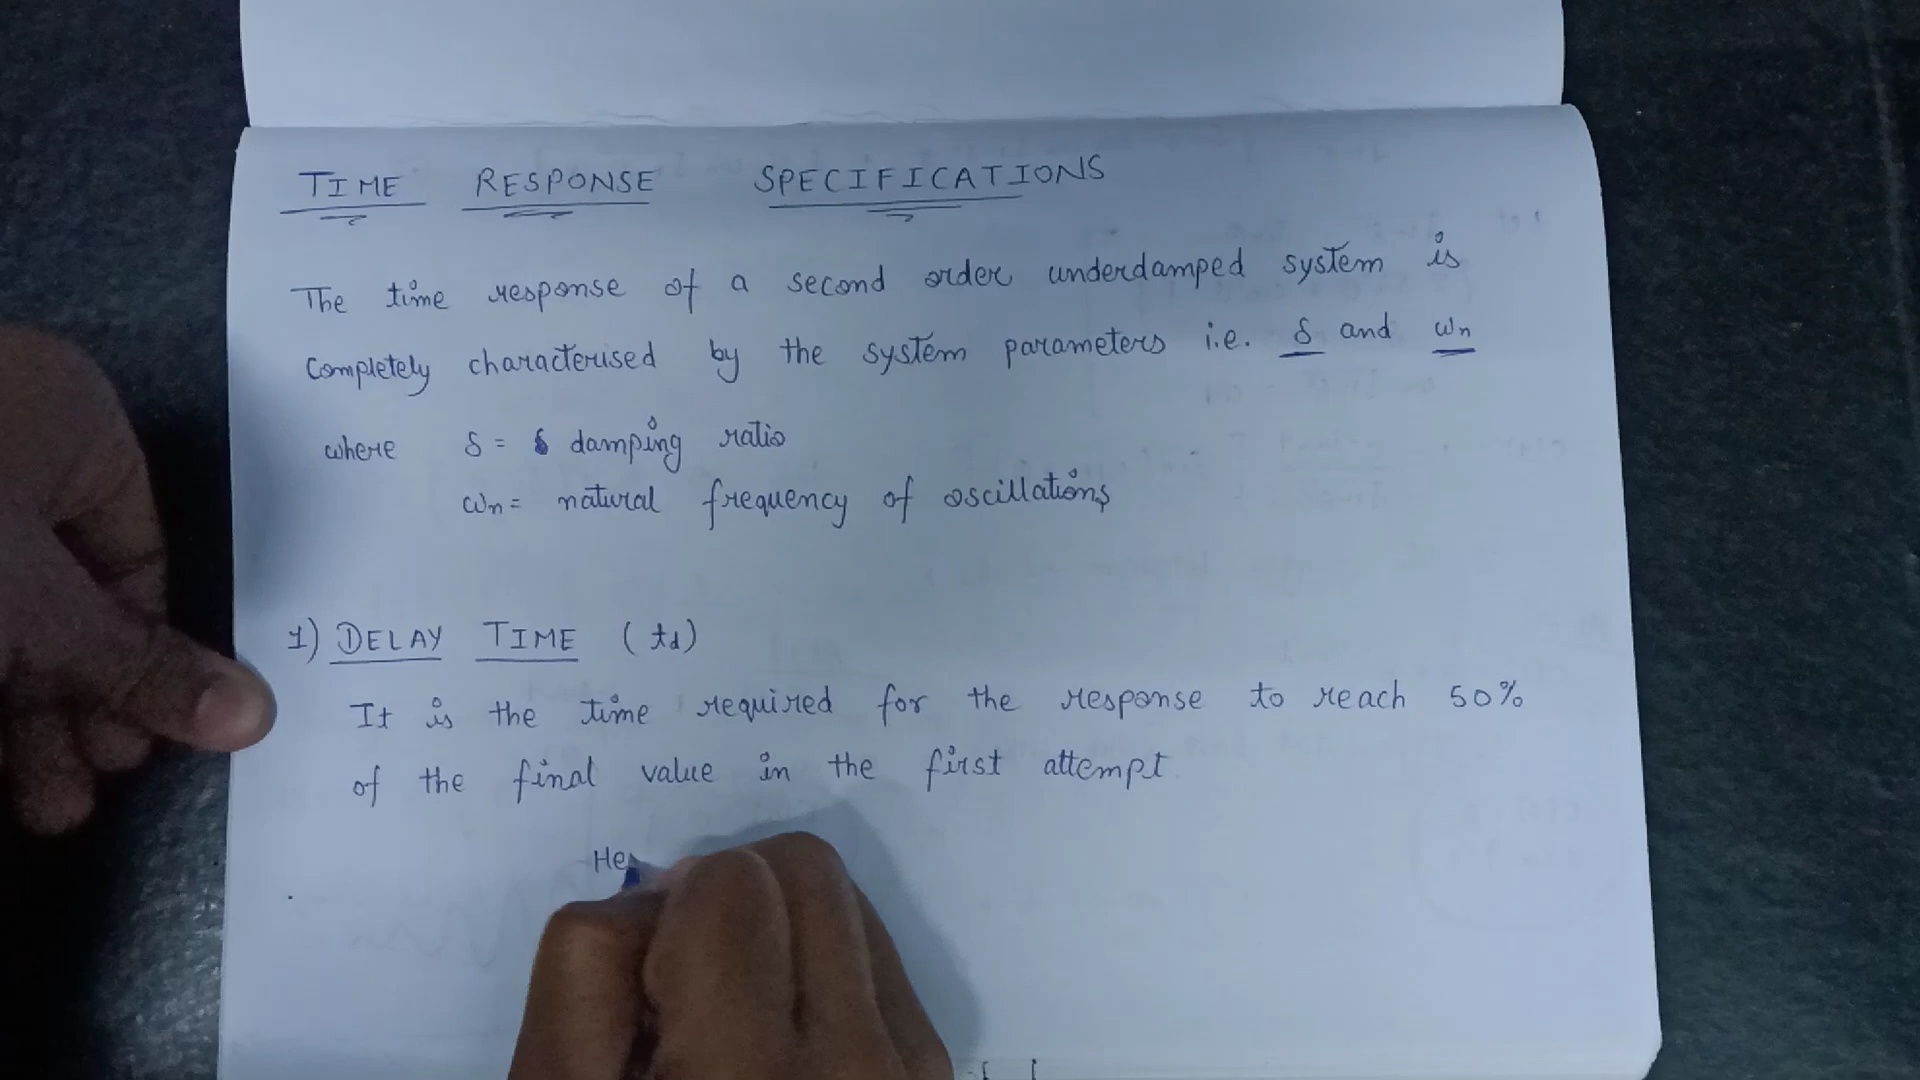 TIME RESPONSE SPECIFICATIONS
The time response of a second order underdamped system is
completely characterised by the system parameters i.e. δ and ωn
where δ = damping ratio
ωn = natural frequency of oscillations
1) DELAY TIME (td)
It is the time required for the response to reach 50%
of the final value in the first attempt
He